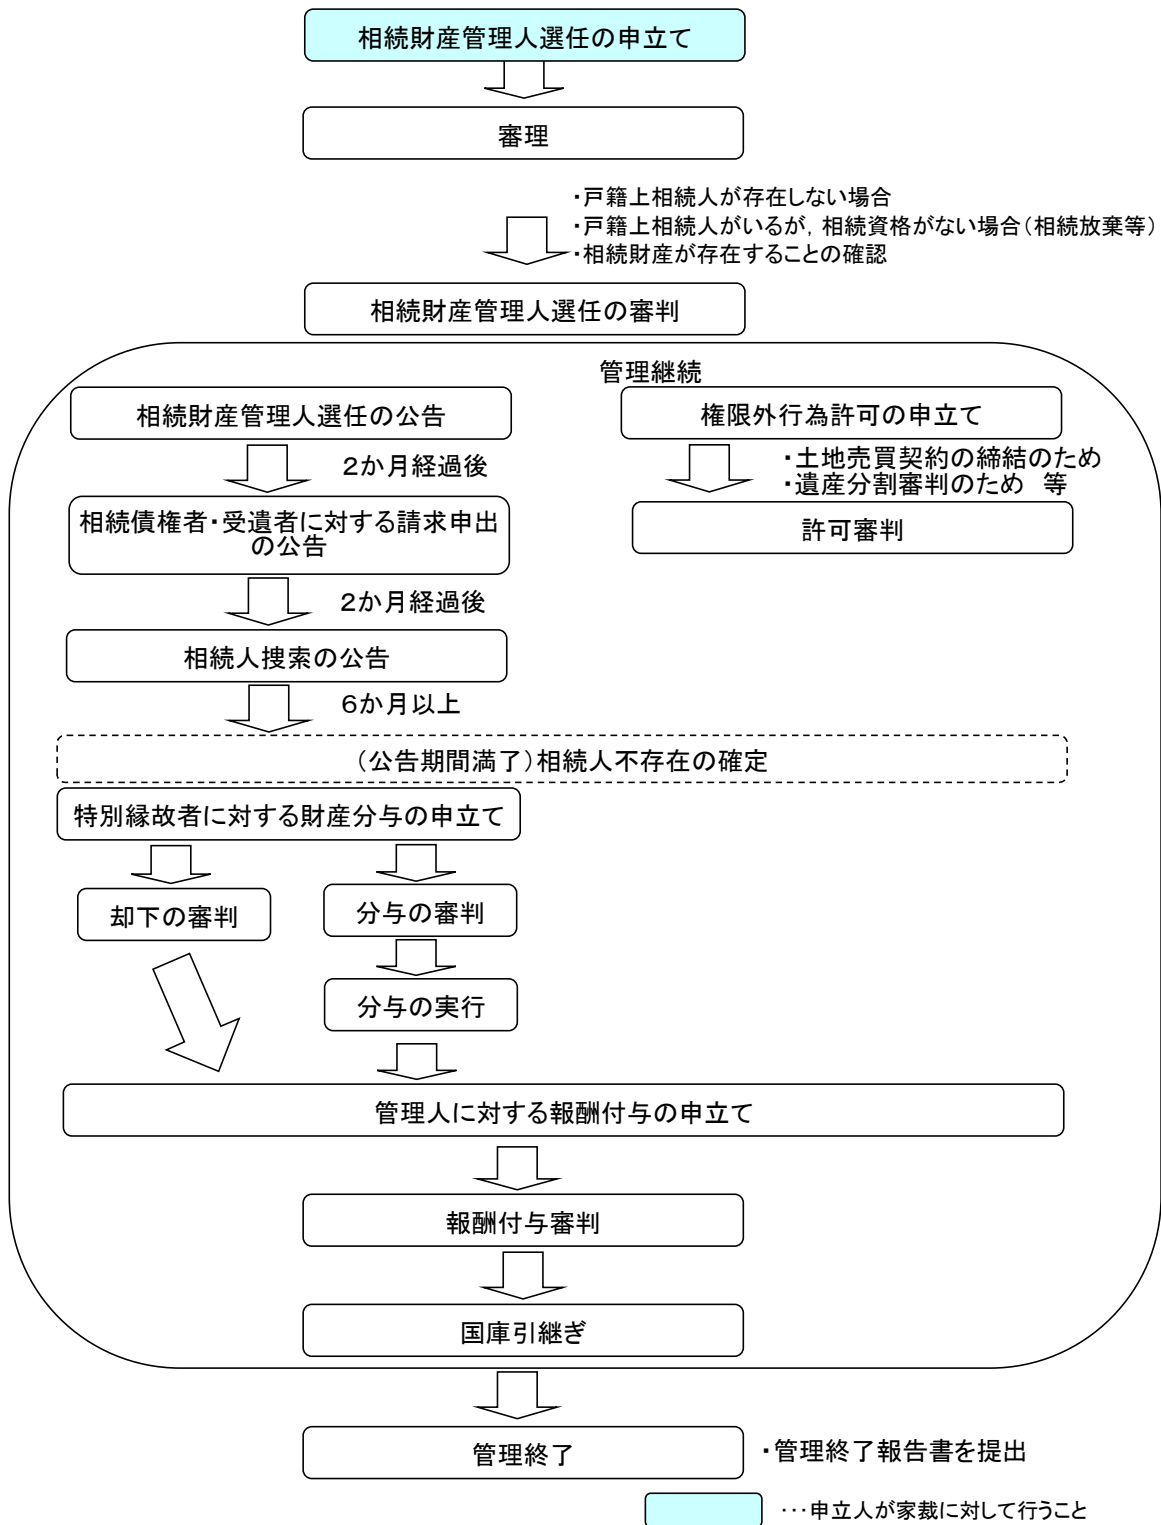 相続財産管理人選任の申立て
審理
・戸籍上相続人が存在しない場合
・戸籍上相続人がいるが，相続資格がない場合（相続放棄等）
・相続財産が存在することの確認
相続財産管理人選任の審判
管理継続
相続財産管理人選任の公告
２か月経過後
相続債権者・受遺者に対する請求申出
の公告
２か月経過後
相続人捜索の公告
６か月以上
権限外行為許可の申立て
・土地売買契約の締結のため
・遺産分割審判のため　等
許可審判
（公告期間満了）相続人不存在の確定
特別縁故者に対する財産分与の申立て
却下の審判
分与の審判
分与の実行
管理人に対する報酬付与の申立て
報酬付与審判
国庫引継ぎ
管理終了
・管理終了報告書を提出
・・・申立人が家裁に対して行うこと